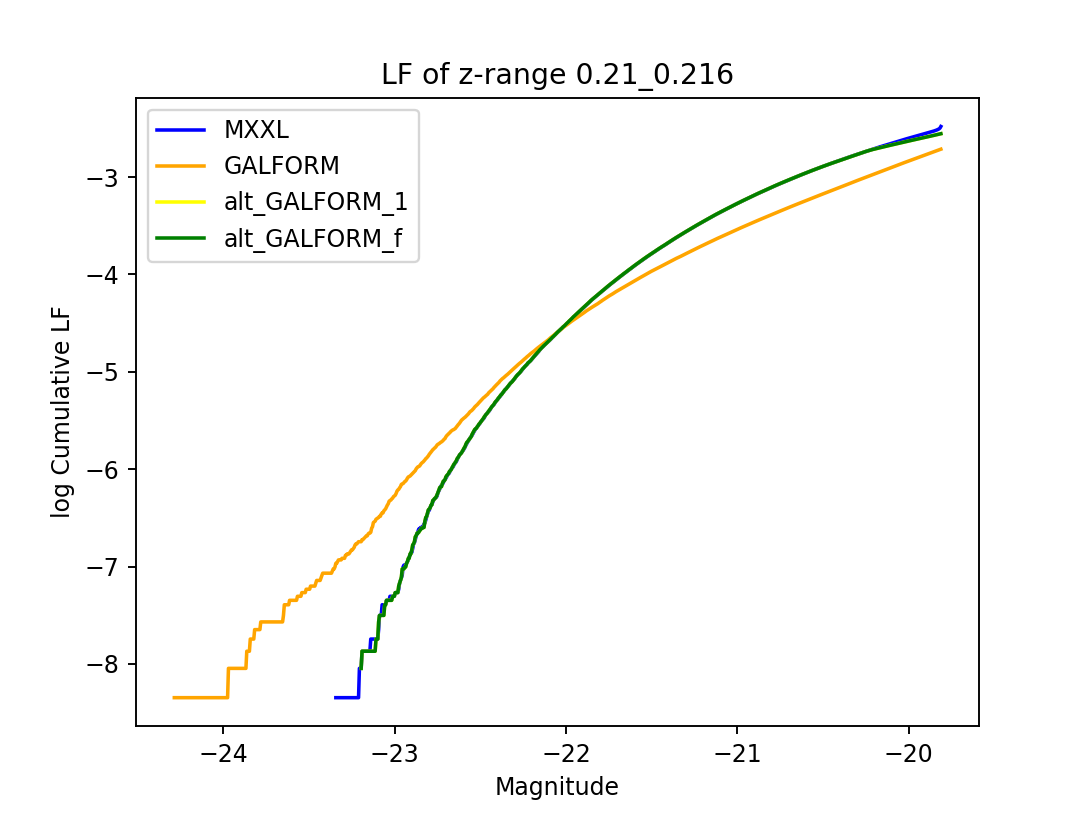 LF of z-range 0.21_0.216
MXXL
GALFORM
alt_GALFORM_1
alt_GALFORM_f
log Cumulative LF
−3
−4
−5
−6
−7
−8
−24
−23
−22
−21
−20
Magnitude